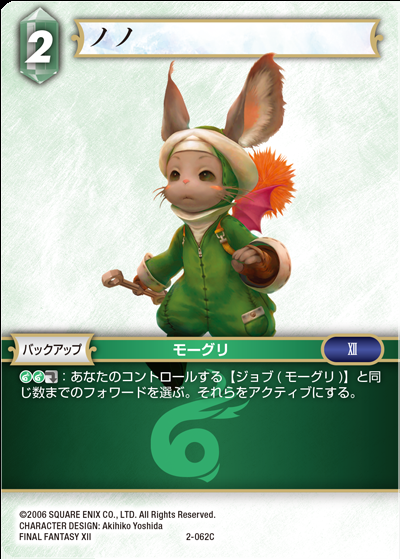 2
ノノ
バックアップ
モーグリ
XII
：あなたのコントロールする【ジョブ(モーグリ)】と同
じ数までのフォワードを選ぶ。それらをアクティブにする。
©2006 SQUARE ENIX CO., LTD. All Rights Reserved.
CHARACTER DESIGN: Akihiko Yoshida
FINAL FANTASY XII
2-062C